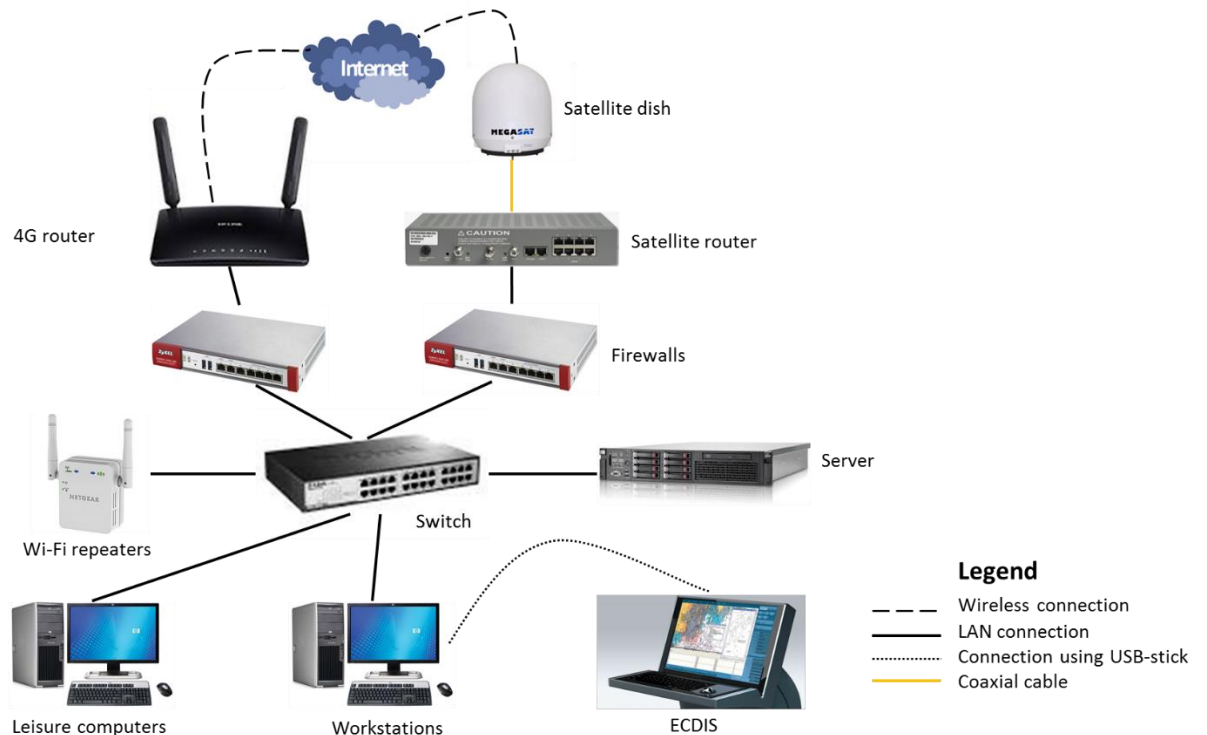 Internet
MEGASAT
Satellite dish
4G router
CAUTION
Satellite router
ZyXEL
ZyXEL
Firewalls
NETGEAR
Server
Switch
Wi-Fi repeaters
Legend
Wireless connection
LAN connection
Connection using USB-stick
Coaxial cable
Leisure computers
Workstations
ECDIS